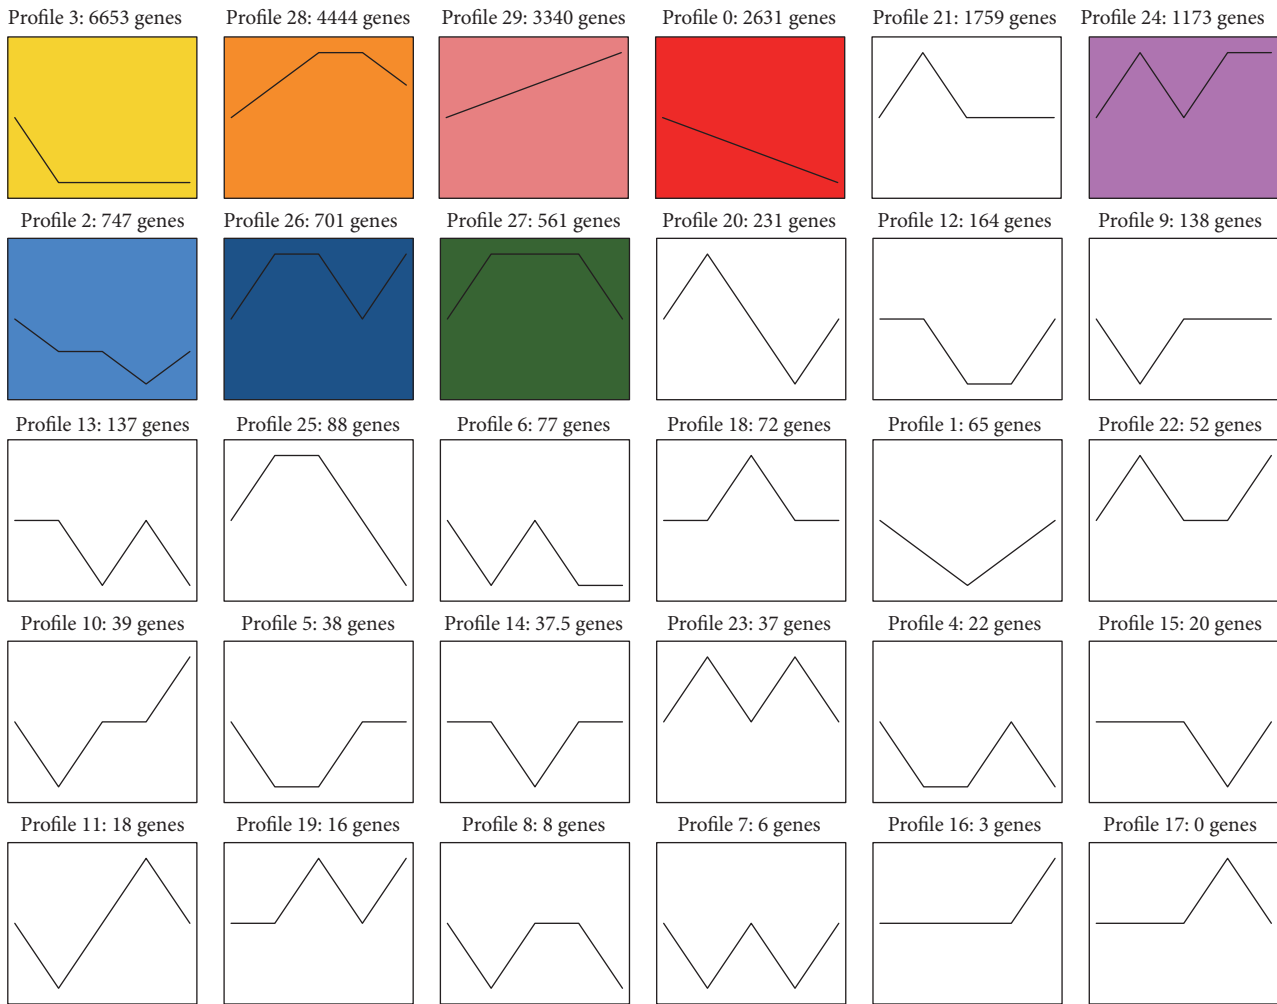 Profile 3: 6653 genes
Profile 28: 4444 genes
Profile 29: 3340 genes
Profile 0: 2631 genes
Profile 21: 1759 genes
Profile 24: 1173 genes
Profile 2: 747 genes
Profile 26: 701 genes
Profile 27: 561 genes
Profile 20: 231 genes
Profile 12: 164 genes
Profile 9: 138 genes
Profile 13: 137 genes
Profile 25: 88 genes
Profile 6: 77 genes
Profile 18: 72 genes
Profile 1: 65 genes
Profile 22: 52 genes
Profile 10: 39 genes
Profile 5: 38 genes
Profile 14: 37.5 genes
Profile 23: 37 genes
Profile 4: 22 genes
Profile 15: 20 genes
Profile 11: 18 genes
Profile 19: 16 genes
Profile 8: 8 genes
Profile 7: 6 genes
Profile 16: 3 genes
Profile 17: 0 genes